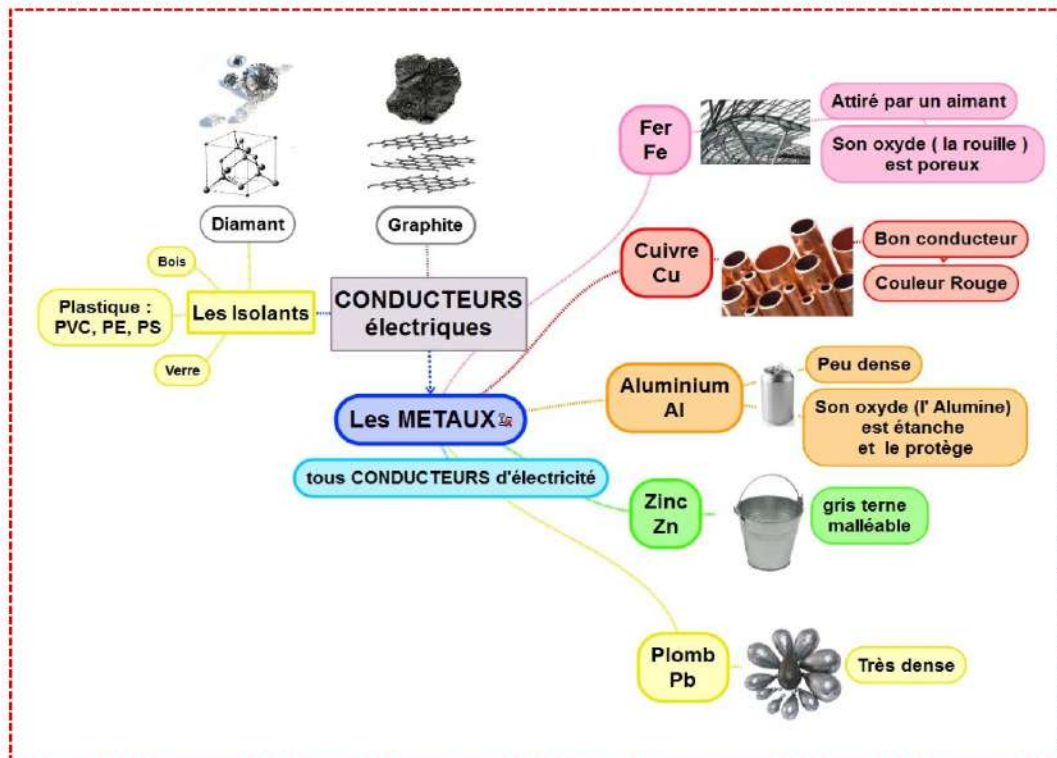 Diamant
Graphite
Bois
Plastique :
PVC, PE, PS
Verre
Les Isolants
CONDUCTEURS
électriques
Les METAUX
tous CONDUCTEURS d'électricité
Fer
Fe
Attiré par un aimant
Son oxyde ( la rouille )
est poreux
Cuivre
Cu
Bon conducteur
Couleur Rouge
Aluminium
Al
Peu dense
Son oxyde (l' Alumine)
est étanche
et le protège
Zinc
Zn
gris terne
malléable
Plomb
Pb
Très dense